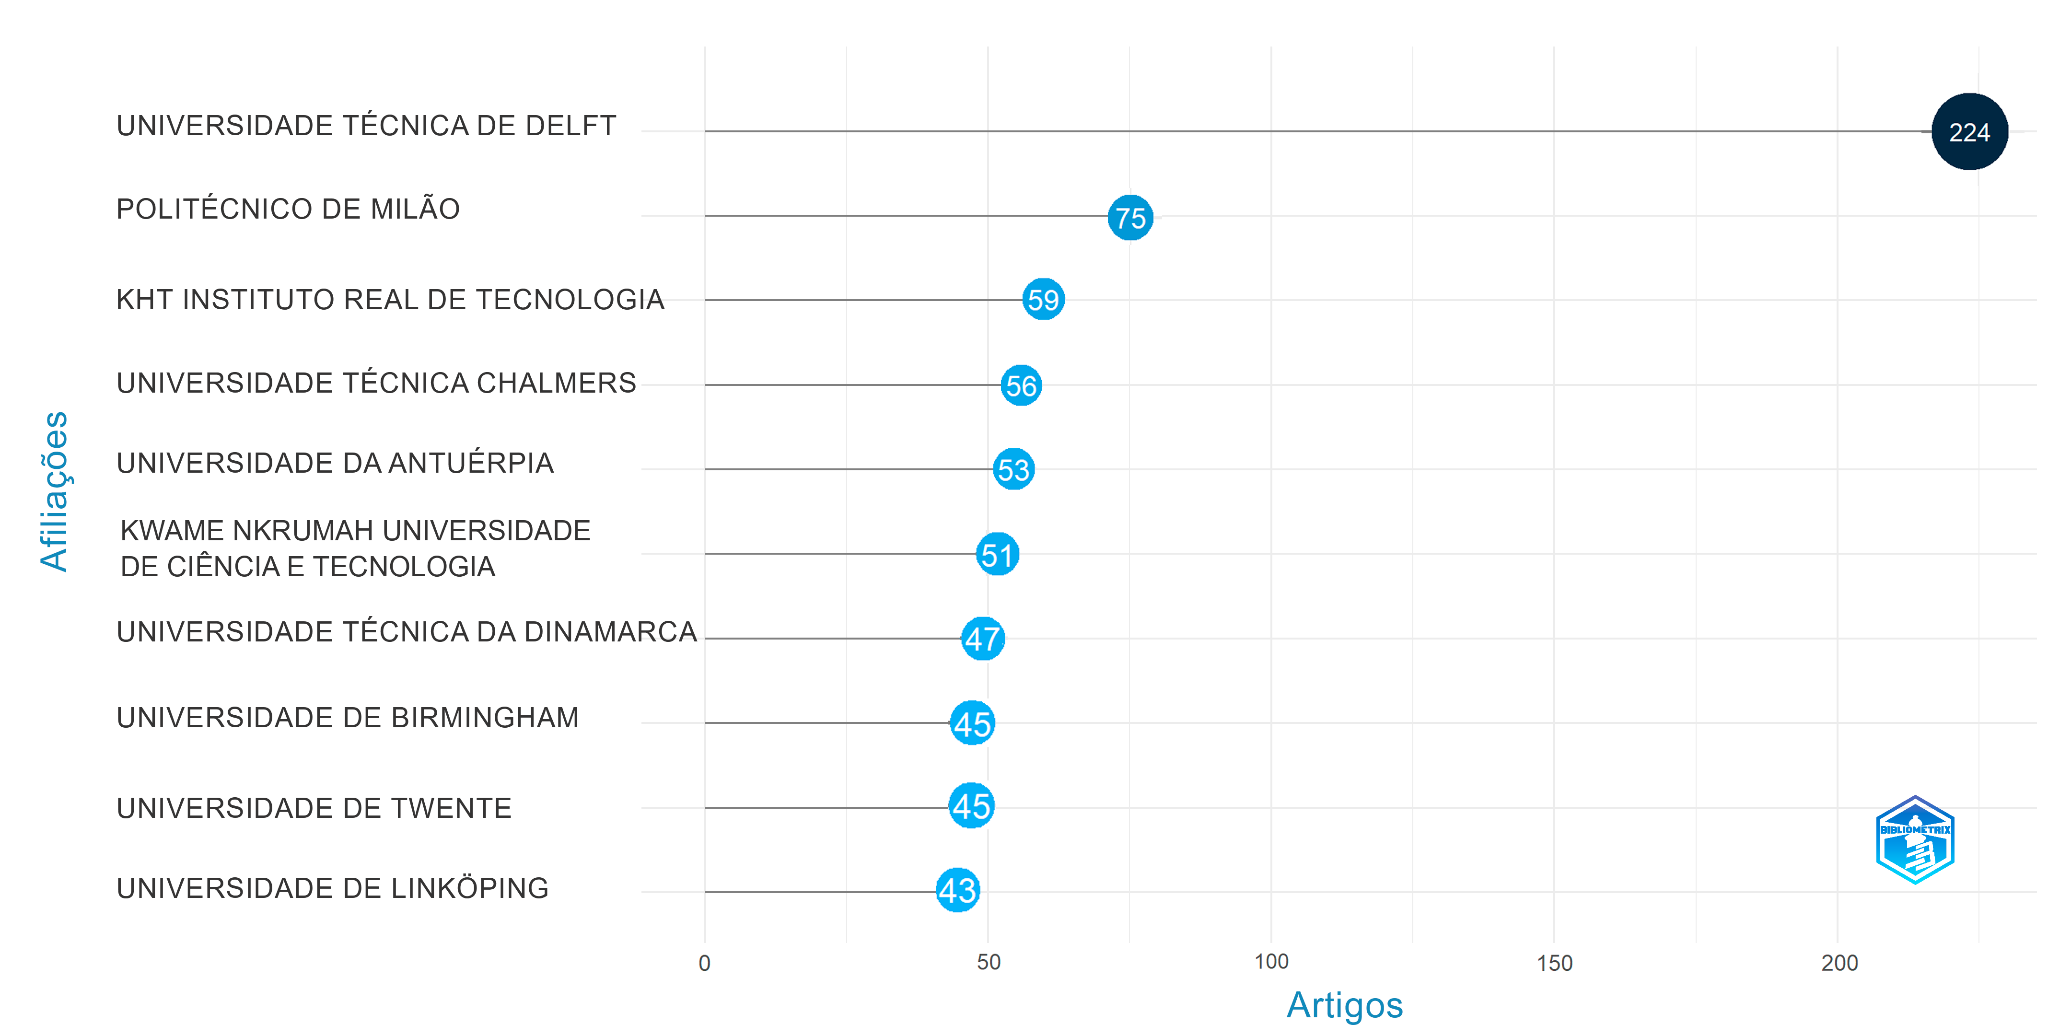 UNIVERSIDADE TÉCNICA DE DELFT
224
POLITÉCNICO DE MILÃO
75
KHT INSTITUTO REAL DE TECNOLOGIA
59
UNIVERSIDADE TÉCNICA CHALMERS
56
UNIVERSIDADE DA ANTUÉRPIA
53
KWAME NKRUMAH UNIVERSIDADE
DE CIÊNCIA E TECNOLOGIA
51
UNIVERSIDADE TÉCNICA DA DINAMARCA
47
UNIVERSIDADE DE BIRMINGHAM
45
UNIVERSIDADE DE TWENTE
45
UNIVERSIDADE DE LINKÖPING
43
Afiliações
BIBLIOMETRIX
0
50
100
150
200
Artigos